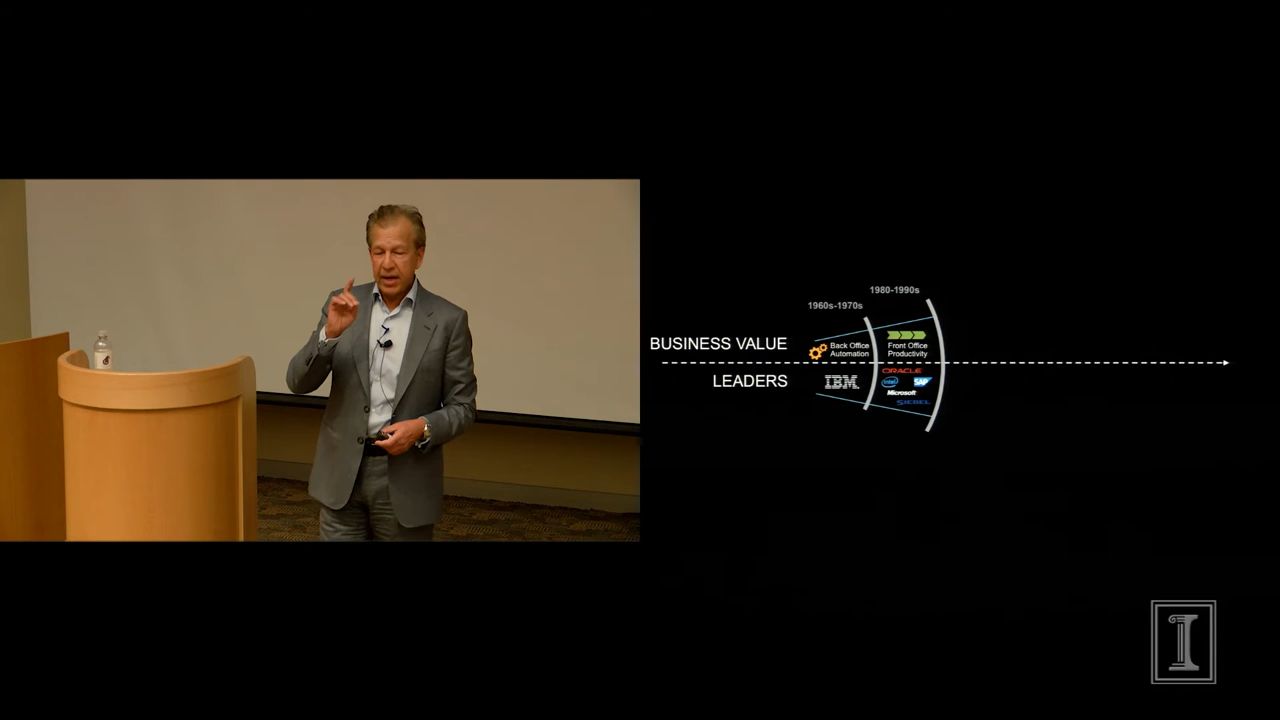 1980-1990s
1960s-1970s
BUSINESS VALUE
Back Office
Automation
Front Office
Productivity
LEADERS
IBM
ORACLE
intel
SAP
Microsoft
SIEBEL
I